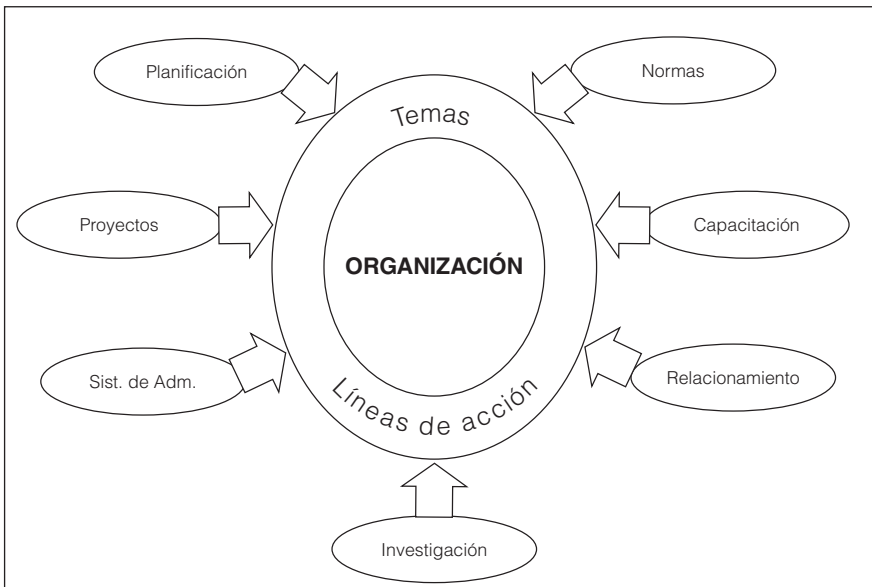 Planificación
Normas
Temas
Proyectos
Capacitación
ORGANIZACIÓN
Sist. de Adm.
Relacionamiento
Líneas de acción
Investigación